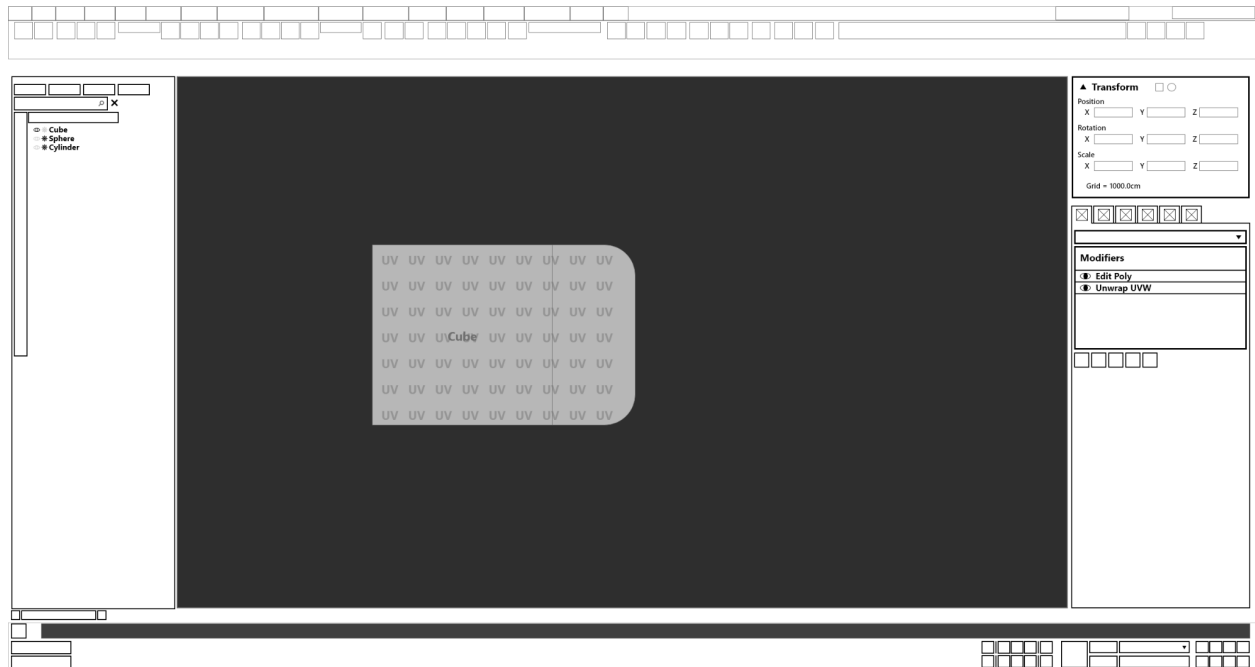 Cube
Sphere
Cylinder
UV UV UV UV UV UV UV UV UV
UV UV UV UV UV UV UV UV UV
UV UV UV UV UV UV UV UV UV
UV UV UV Cube UV UV UV UV UV UV
UV UV UV UV UV UV UV UV UV
UV UV UV UV UV UV UV UV UV
UV UV UV UV UV UV UV UV UV
Transform
Position
X Y Z
Rotation
X Y Z
Scale
X Y Z
Grid = 1000.0cm
Modifiers
Edit Poly
Unwrap UVW